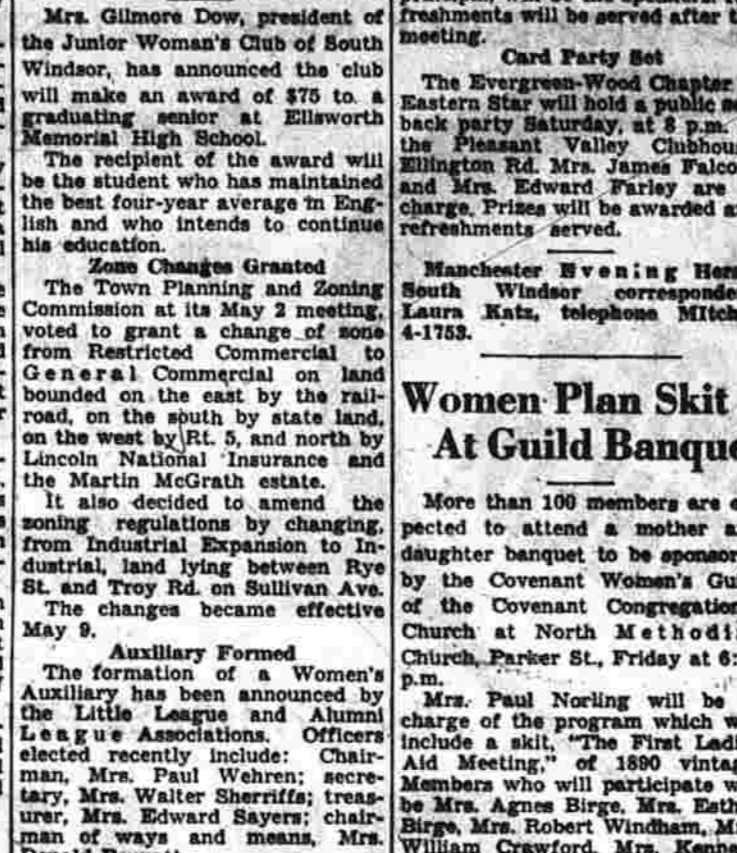 Mrs. Gilmore Dow, president of
the Junior Woman's Club of South
Windsor, has announced the club
will make an award of $75 to a
graduating senior at Ellsworth
Memorial High School.
The recipient of the award will
be the student who has maintained
the best four-year average in Eng-
lish and who intends to continue
his education.
Zone Changes Granted
The Town Planning and Zoning
Commission at its May 2 meeting,
voted to grant a change of zone
from Restricted Commercial to
General Commercial on land
bounded on the east by the rail-
road, on the south by state land,
on the west by Rt. 5, and north by
Lincoln National Insurance and
the Martin McGrath estate.
It also decided to amend the
zoning regulations by changing,
from Industrial Expansion to In-
dustrial, land lying between Rye
St. and Troy Rd. on Sullivan Ave.
The changes became effective
May 9.
Auxiliary Formed
The formation of a Women's
Auxiliary has been announced by
the Little League and Alumni
League Associations. Officers
elected recently include: Chair-
man, Mrs. Paul Wehren; secre-
tary, Mrs. Walter Sherriffs; treas-
urer, Mrs. Edward Sayers; chair-
man of ways and means, Mrs.
freshments will be served after
meeting.
Card Party Set
The Evergreen-Wood Chapter
Eastern Star will hold a public
back party Saturday, at 8 p.m.
the Pleasant Valley Clubhou
Ellington Rd. Mrs. James Falco
and Mrs. Edward Farley are
charge. Prizes will be awarded a
refreshments served.
Manchester Evening Hera
South Windsor corresponde
Laura Katz, telephone MItch
4-1753.
Women Plan Skit
At Guild Banque
More than 100 members are e
pected to attend a mother a
daughter banquet to be sponsor
by the Covenant Women's Gu
of the Covenant Congregation
Church at North Methodi
Church, Parker St., Friday at 6:
p.m.
Mrs. Paul Norling will be
charge of the program which w
include a skit, "The First Ladi
Aid Meeting," of 1890 vintag
Members who will participate w
be Mrs. Agnes Birge, Mrs. Esth
Birge, Mrs. Robert Windham, M
William Crawford, Mrs. Kenne